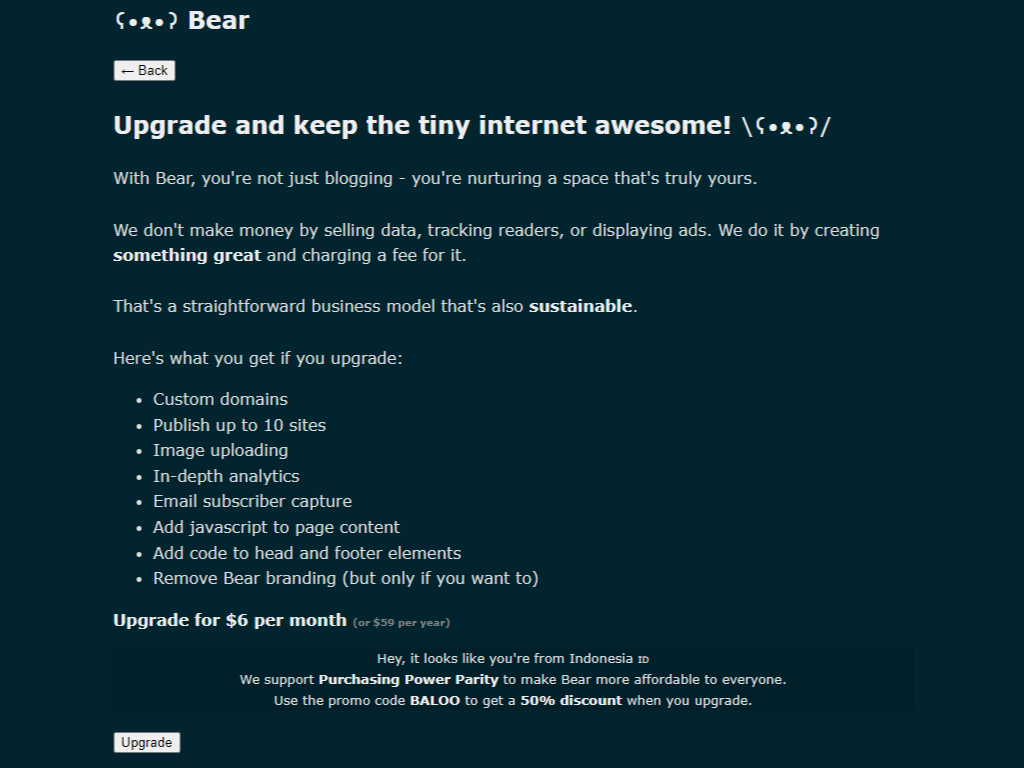 ʕ•ᴥ•ʔ Bear
← Back
Upgrade and keep the tiny internet awesome! \ʕ•ᴥ•ʔ/
With Bear, you're not just blogging - you're nurturing a space that's truly yours.
We don't make money by selling data, tracking readers, or displaying ads. We do it by creating
something great and charging a fee for it.
That's a straightforward business model that's also sustainable.
Here's what you get if you upgrade:
• Custom domains
• Publish up to 10 sites
• Image uploading
• In-depth analytics
• Email subscriber capture
• Add javascript to page content
• Add code to head and footer elements
• Remove Bear branding (but only if you want to)
Upgrade for $6 per month (or $59 per year)
Hey, it looks like you're from Indonesia ID
We support Purchasing Power Parity to make Bear more affordable to everyone.
Use the promo code BALOO to get a 50% discount when you upgrade.
Upgrade